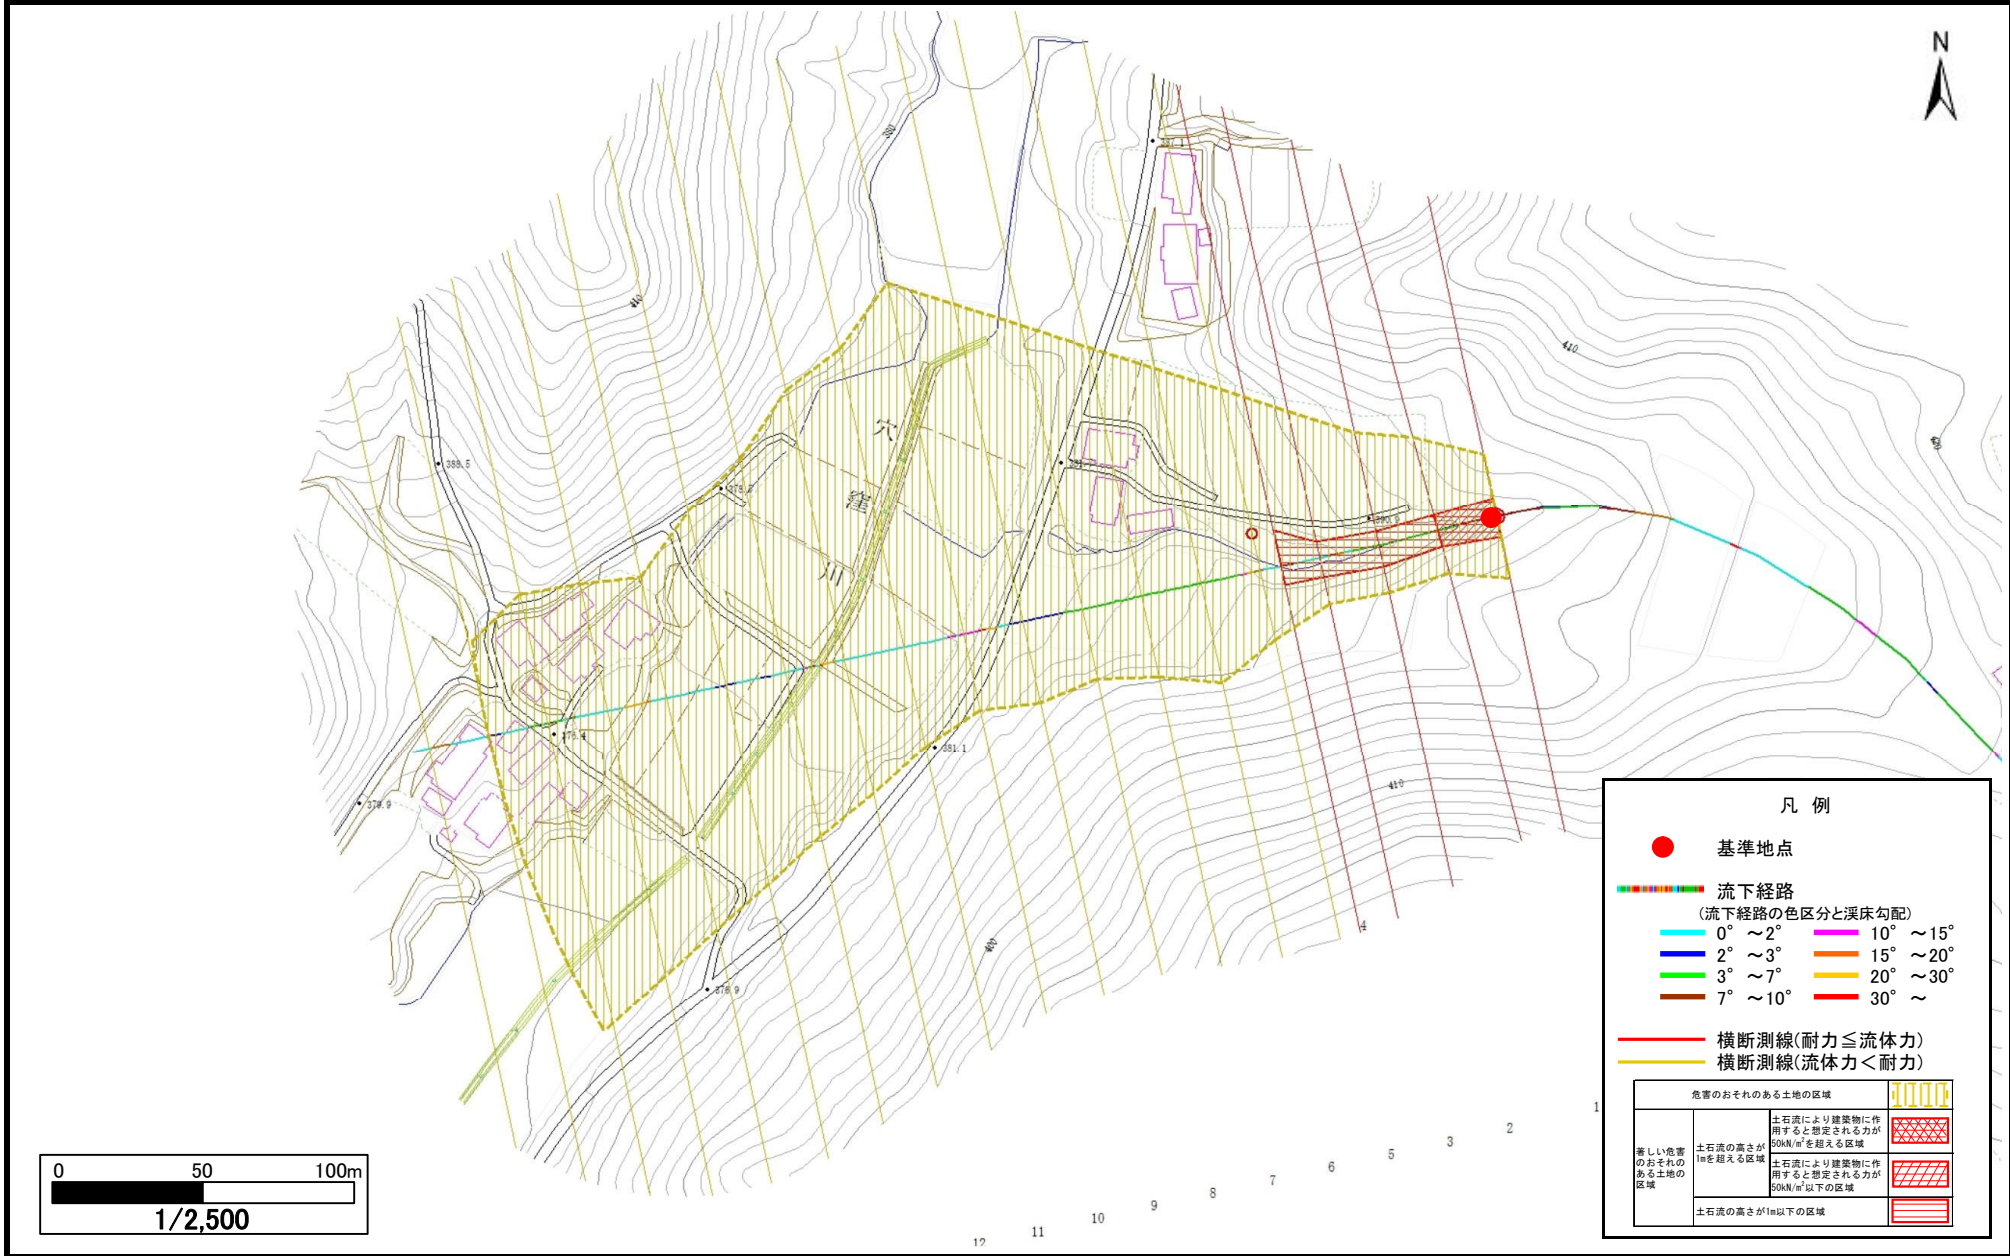 N
380
387.1
410
410
420
388.5
378.5
穴
窪
川
390.9
376.4
381.1
379.9
410
400
4
378.9
1
2
3
5
6
7
8
9
10
11
12
0 50 100m
1/2,500
凡 例
基準地点
流下経路
(流下経路の色区分と渓床勾配)
0° ～2° 10° ～15°
2° ～3° 15° ～20°
3° ～7° 20° ～30°
7° ～10° 30° ～
横断測線(耐力≦流体力)
横断測線(流体力＜耐力)
危害のおそれのある土地の区域
著しい危害
のおそれの
ある土地の
区域
土石流の高さが
1mを超える区域
土石流により建築物に作
用すると想定される力が
50kN/m²を超える区域
土石流により建築物に作
用すると想定される力が
50kN/m²以下の区域
土石流の高さが1m以下の区域